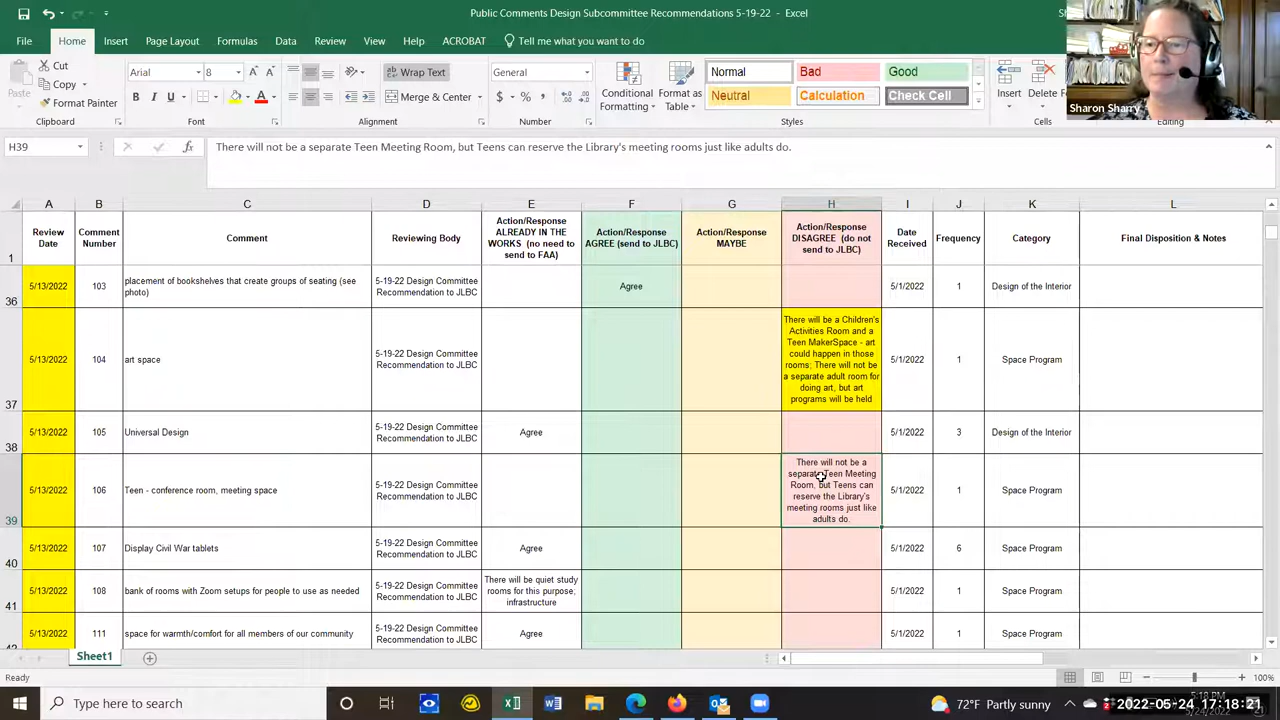 Public Comments Design Subcommittee Recommendations 5-19-22 - Excel
File Home Insert Page Layout Formulas Data Review View Help ACROBAT Tell me what you want to do
Cut
Copy
Format Painter
Paste
Clipboard
Arial 8
B I U
Font
Wrap Text
Merge & Center
Alignment
General
$ % ,
Number
Conditional Formatting
Format as Table
Normal Bad Good
Neutral Calculation Check Cell
Styles
Insert Delete F
Cells
Editing
Sharon Sharry
H39
fx
There will not be a separate Teen Meeting Room, but Teens can reserve the Library's meeting rooms just like adults do.
A B C D E F G H I J K L
1
Review Date
Comment Number
Comment
Reviewing Body
Action/Response ALREADY IN THE WORKS (no need to send to FAA)
Action/Response AGREE (send to JLBC)
Action/Response MAYBE
Action/Response DISAGREE (do not send to JLBC)
Date Received
Frequency
Category
Final Disposition & Notes
36 5/13/2022 103 placement of bookshelves that create groups of seating (see photo) 5-19-22 Design Committee Recommendation to JLBC Agree 5/1/2022 1 Design of the Interior
37 5/13/2022 104 art space 5-19-22 Design Committee Recommendation to JLBC There will be a Children's Activities Room and a Teen MakerSpace - art could happen in those rooms; There will not be a separate adult room for doing art, but art programs will be held 5/1/2022 1 Space Program
38 5/13/2022 105 Universal Design 5-19-22 Design Committee Recommendation to JLBC Agree 5/1/2022 3 Design of the Interior
39 5/13/2022 106 Teen - conference room, meeting space 5-19-22 Design Committee Recommendation to JLBC There will not be a separate Teen Meeting Room, but Teens can reserve the Library's meeting rooms just like adults do. 5/1/2022 1 Space Program
40 5/13/2022 107 Display Civil War tablets 5-19-22 Design Committee Recommendation to JLBC Agree 5/1/2022 6 Space Program
41 5/13/2022 108 bank of rooms with Zoom setups for people to use as needed 5-19-22 Design Committee Recommendation to JLBC There will be quiet study rooms for this purpose; infrastructure 5/1/2022 1 Space Program
5/13/2022 111 space for warmth/comfort for all members of our community 5-19-22 Design Committee Recommendation to JLBC Agree 5/1/2022 1 Space Program
Sheet1
Ready
100%
Type here to search
72°F Partly sunny
5:18 PM
2022-05-24 17:18:21